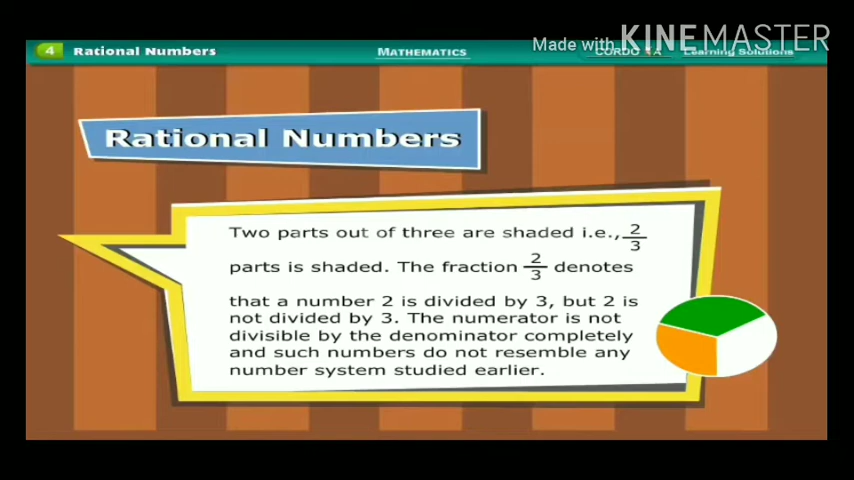 Made with KINEMASTER
4 Rational Numbers MATHEMATICS CORDOVA Learning Solutions
Rational Numbers
Two parts out of three are shaded i.e., 2/3
parts is shaded. The fraction 2/3 denotes
that a number 2 is divided by 3, but 2 is
not divided by 3. The numerator is not
divisible by the denominator completely
and such numbers do not resemble any
number system studied earlier.